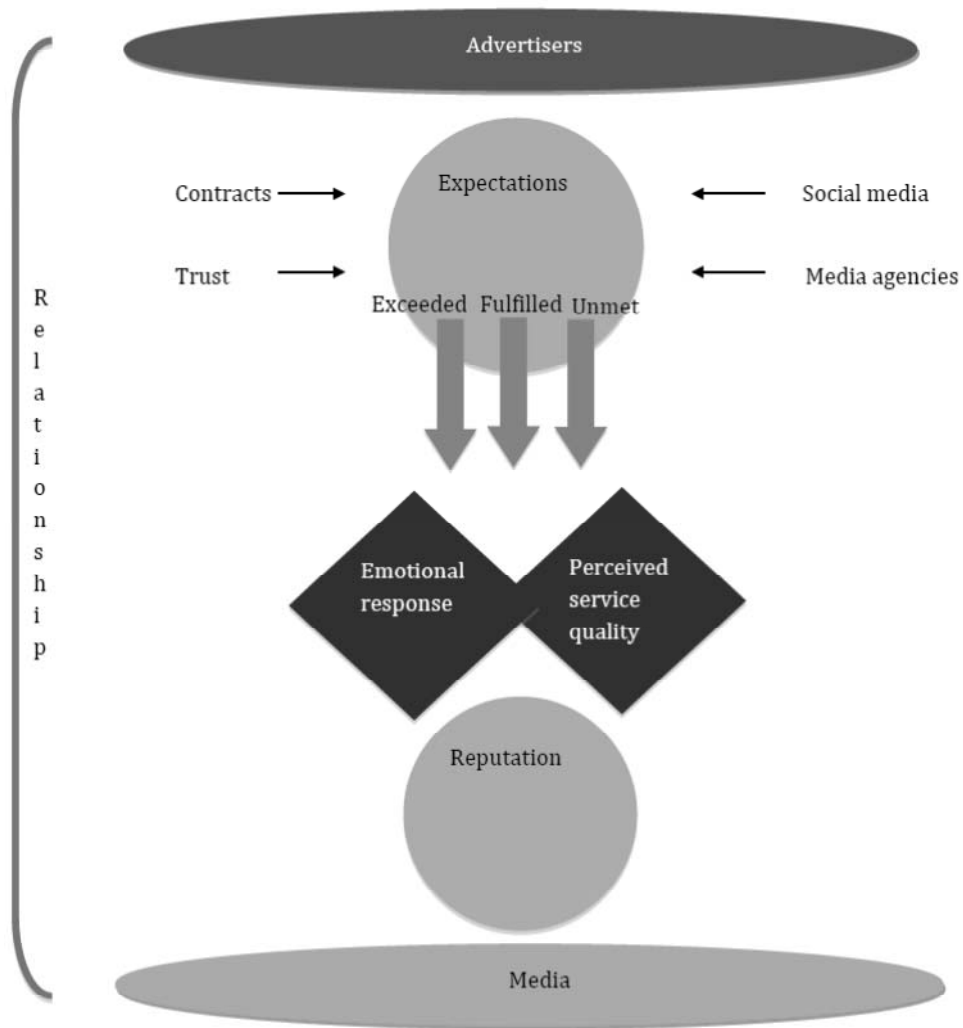 Advertisers
Expectations
Contracts
Social media
Trust
Media agencies
Exceeded Fulfilled Unmet
Relationship
Emotional
response
Perceived
service
quality
Reputation
Media